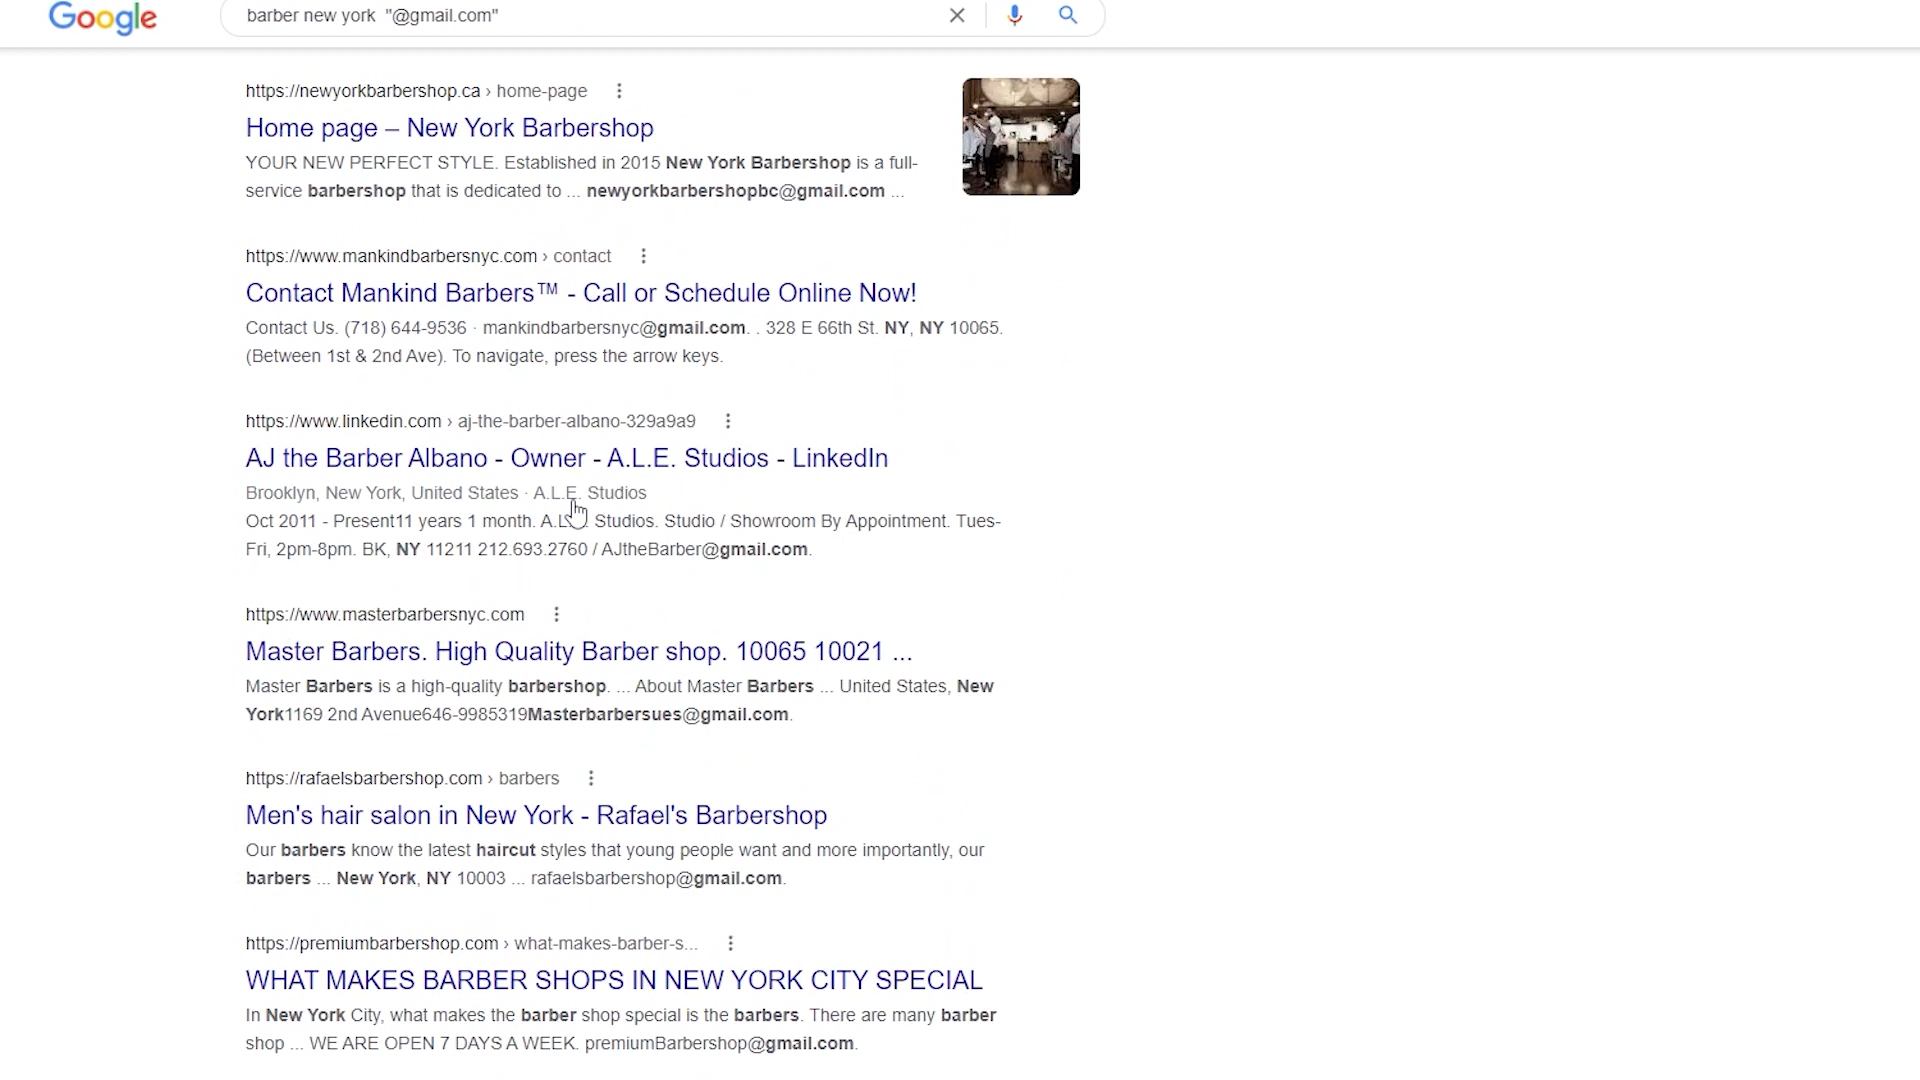 Google
barber new york "@gmail.com"
https://newyorkbarbershop.ca › home-page
Home page – New York Barbershop
YOUR NEW PERFECT STYLE. Established in 2015 New York Barbershop is a full-
service barbershop that is dedicated to ... newyorkbarbershopbc@gmail.com ...
https://www.mankindbarbersnyc.com › contact
Contact Mankind Barbers™ - Call or Schedule Online Now!
Contact Us. (718) 644-9536 · mankindbarbersnyc@gmail.com. . 328 E 66th St. NY, NY 10065.
(Between 1st & 2nd Ave). To navigate, press the arrow keys.
https://www.linkedin.com › aj-the-barber-albano-329a9a9
AJ the Barber Albano - Owner - A.L.E. Studios - LinkedIn
Brooklyn, New York, United States · A.L.E. Studios
Oct 2011 - Present11 years 1 month. A.L.E. Studios. Studio / Showroom By Appointment. Tues-
Fri, 2pm-8pm. BK, NY 11211 212.693.2760 / AJtheBarber@gmail.com.
https://www.masterbarbersnyc.com
Master Barbers. High Quality Barber shop. 10065 10021 ...
Master Barbers is a high-quality barbershop. ... About Master Barbers ... United States, New
York1169 2nd Avenue646-9985319Masterbarbersues@gmail.com.
https://rafaelsbarbershop.com › barbers
Men's hair salon in New York - Rafael's Barbershop
Our barbers know the latest haircut styles that young people want and more importantly, our
barbers ... New York, NY 10003 ... rafaelsbarbershop@gmail.com.
https://premiumbarbershop.com › what-makes-barber-s...
WHAT MAKES BARBER SHOPS IN NEW YORK CITY SPECIAL
In New York City, what makes the barber shop special is the barbers. There are many barber
shop ... WE ARE OPEN 7 DAYS A WEEK. premiumBarbershop@gmail.com.